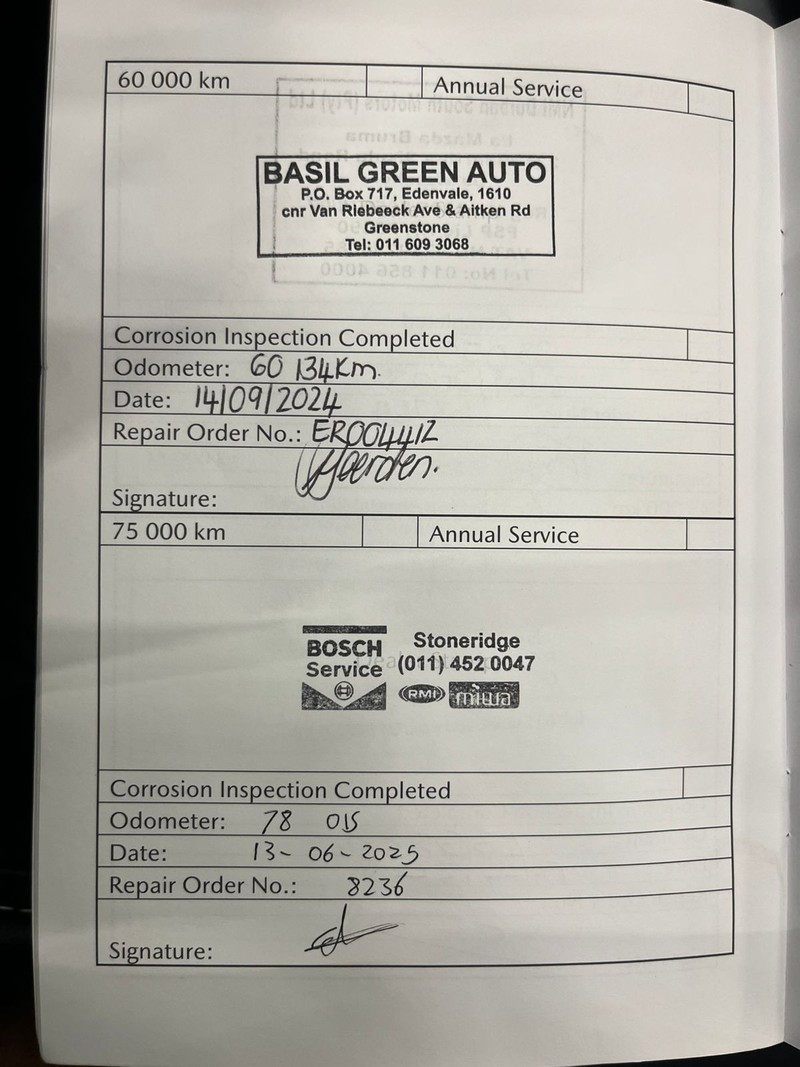 60 000 km Annual Service
BASIL GREEN AUTO
P.O. Box 717, Edenvale, 1610
cnr Van Riebeeck Ave & Aitken Rd
Greenstone
Tel: 011 609 3068
Corrosion Inspection Completed
Odometer: 60 134Km.
Date: 14/09/2024
Repair Order No.: ERO04412
Signature:
75 000 km Annual Service
BOSCH Stoneridge
Service (011) 452 0047
RMI miwa
Corrosion Inspection Completed
Odometer: 78 015
Date: 13-06-2025
Repair Order No.: 8236
Signature: